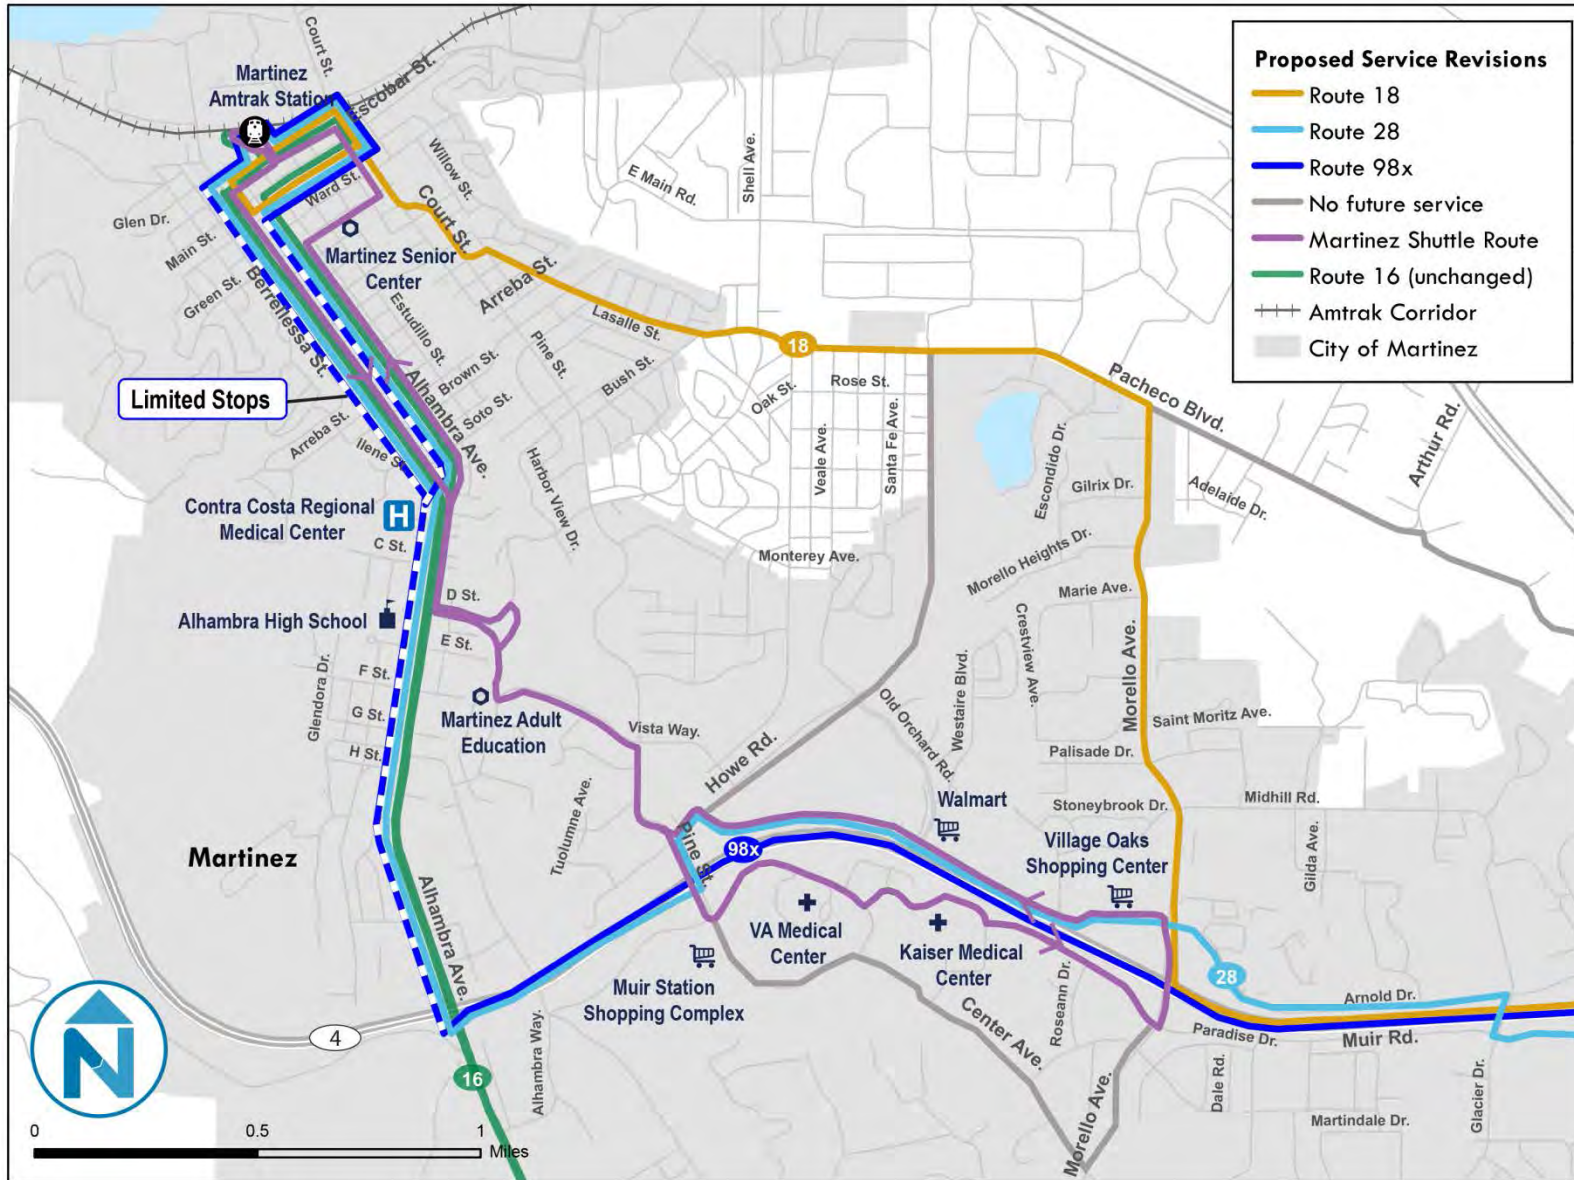 Proposed Service Revisions
Route 18
Route 28
Route 98x
No future service
Martinez Shuttle Route
Route 16 (unchanged)
Amtrak Corridor
City of Martinez
Court St.
Martinez
Amtrak Station
Escobar St.
Willow St.
Ward St.
Court St.
Glen Dr.
Main St.
Martinez Senior
Center
Green St.
Berrellessa St.
Estudillo St.
Arreba St.
Lasalle St.
E Main Rd.
Shell Ave.
18
Pine St.
Bush St.
Brown St.
Soto St.
Alhambra Ave.
Limited Stops
Arreba St.
Ilene S
Oak St.
Rose St.
Veale Ave.
Santa Fe Ave.
Pacheco Blvd.
Arthur Rd.
Escondido Dr.
Gilrix Dr.
Adelaide Dr.
Harbor View Dr.
Contra Costa Regional
Medical Center
H
C St.
Monterey Ave.
Morello Heights Dr.
Marie Ave.
D St.
Alhambra High School
E St.
Crestview Ave.
Morello Ave.
Glendora Dr.
F St.
G St.
H St.
Martinez Adult
Education
Vista Way.
Old Orchard Rd.
Westaire Blvd.
Saint Moritz Ave.
Palisade Dr.
Howe Rd.
Tuolumne Ave.
Walmart
Stoneybrook Dr.
Midhill Rd.
Gilda Ave.
Pine St.
98x
Village Oaks
Shopping Center
Martinez
Alhambra Ave.
VA Medical
Center
Kaiser Medical
Center
Muir Station
Shopping Complex
Roseann Dr.
Center Ave.
28
Arnold Dr.
Paradise Dr.
Muir Rd.
4
16
Alhambra Way.
Morello Ave.
Dale Rd.
Martindale Dr.
Glacier Dr.
N
0 0.5 1
Miles